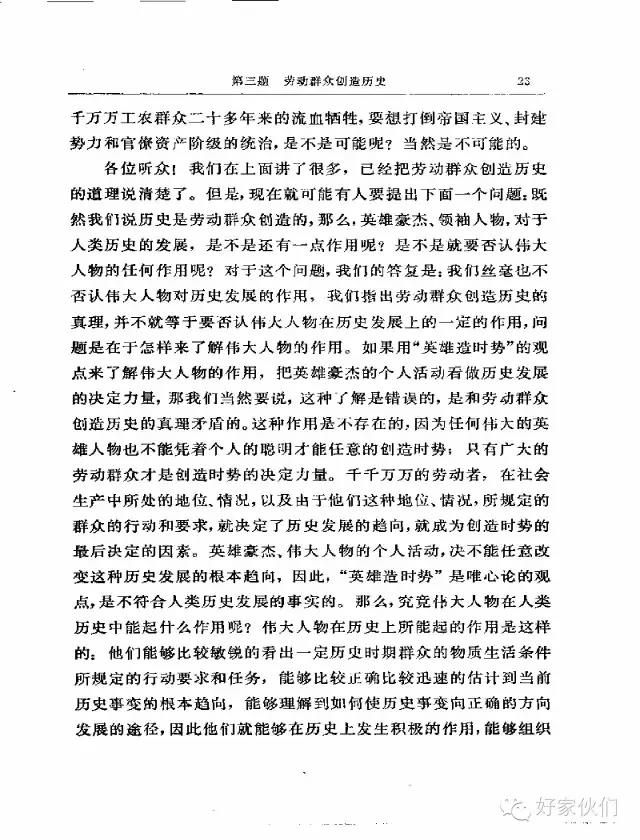 第三题 劳动群众创造历史 23
千万万工农群众二十多年来的流血牺牲，要想打倒帝国主义、封建
势力和官僚资产阶级的统治，是不是可能呢？当然是不可能的。
各位听众！我们在上面讲了很多，已经把劳动群众创造历史
的道理说清楚了。但是，现在就可能有人要提出下面一个问题：既
然我们说历史是劳动群众创造的，那么，英雄豪杰、领袖人物，对于
人类历史的发展，是不是还有一点作用呢？是不是就要否认伟大
人物的任何作用呢？对于这个问题，我们的答复是：我们丝毫也不
否认伟大人物对历史发展的作用，我们指出劳动群众创造历史的
真理，并不就等于要否认伟大人物在历史发展上的一定的作用，问
题是在于怎样来了解伟大人物的作用。如果用“英雄造时势”的观
点来了解伟大人物的作用，把英雄豪杰的个人活动看做历史发展
的决定力量，那我们当然要说，这种了解是错误的，是和劳动群众
创造历史的真理矛盾的。这种作用是不存在的，因为任何伟大的英
雄人物也不能凭着个人的聪明才能任意的创造时势；只有广大的
劳动群众才是创造时势的决定力量。千千万万的劳动者，在社会
生产中所处的地位、情况，以及由于他们这种地位、情况，所规定的
群众的行动和要求，就决定了历史发展的趋向，就成为创造时势的
最后决定的因素。英雄豪杰、伟大人物的个人活动，决不能任意改
变这种历史发展的根本趋向，因此，“英雄造时势”是唯心论的观
点，是不符合人类历史发展的事实的。那么，究竟伟大人物在人类
历史中能起什么作用呢？伟大人物在历史上所能起的作用是这样
的：他们能够比较敏锐的看出一定历史时期群众的物质生活条件
所规定的行动要求和任务，能够比较正确比较迅速的估计到当前
历史事变的根本趋向，能够理解到如何使历史事变向正确的方向
发展的途径，因此他们就能够在历史上发生积极的作用，能够组织
好家伙们